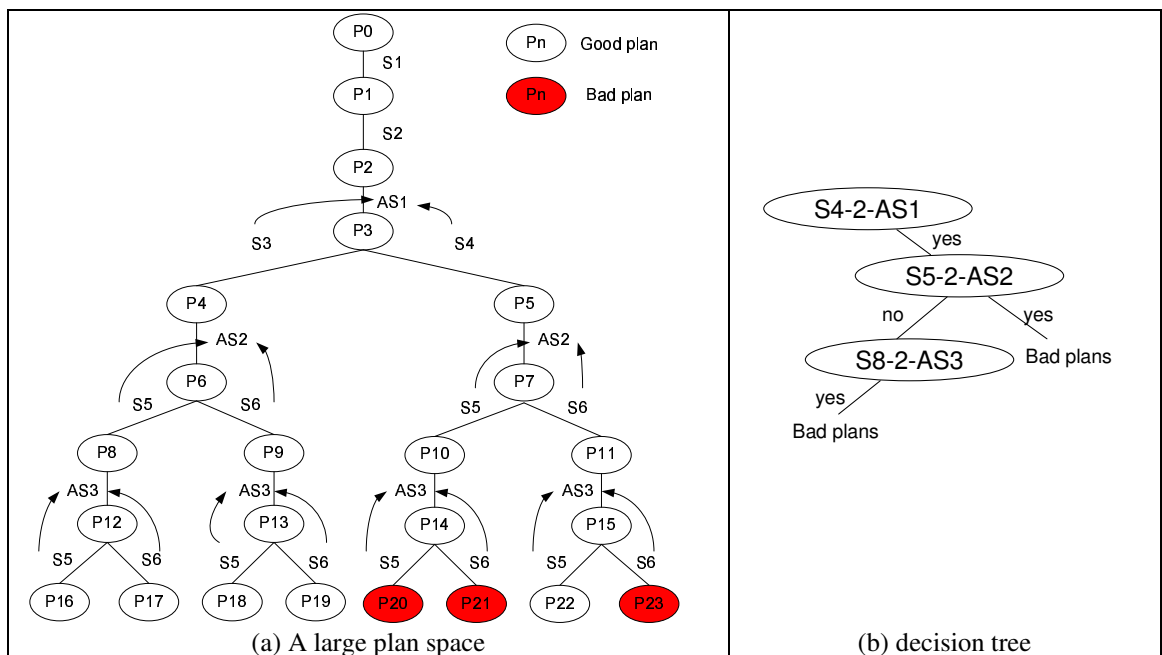 P0
Pn Good plan
S1
P1
Pn Bad plan
S2
P2
AS1
P3
S3 S4
P4 P5
AS2 AS2
P6 P7
S5 S6 S5 S6
P8 P9 P10 P11
AS3 AS3 AS3 AS3
P12 P13 P14 P15
S5 S6 S5 S6 S5 S6 S5 S6
P16 P17 P18 P19 P20 P21 P22 P23
(a) A large plan space
S4-2-AS1
yes
S5-2-AS2
no yes
S8-2-AS3 Bad plans
yes
Bad plans
(b) decision tree